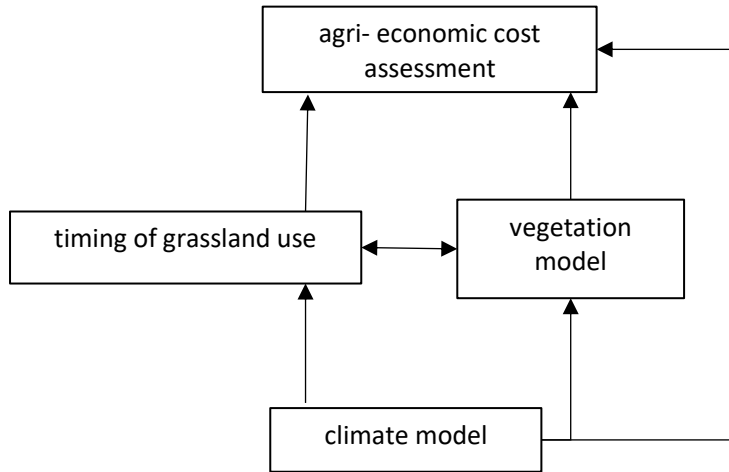 agri- economic cost
assessment
timing of grassland use
vegetation
model
climate model